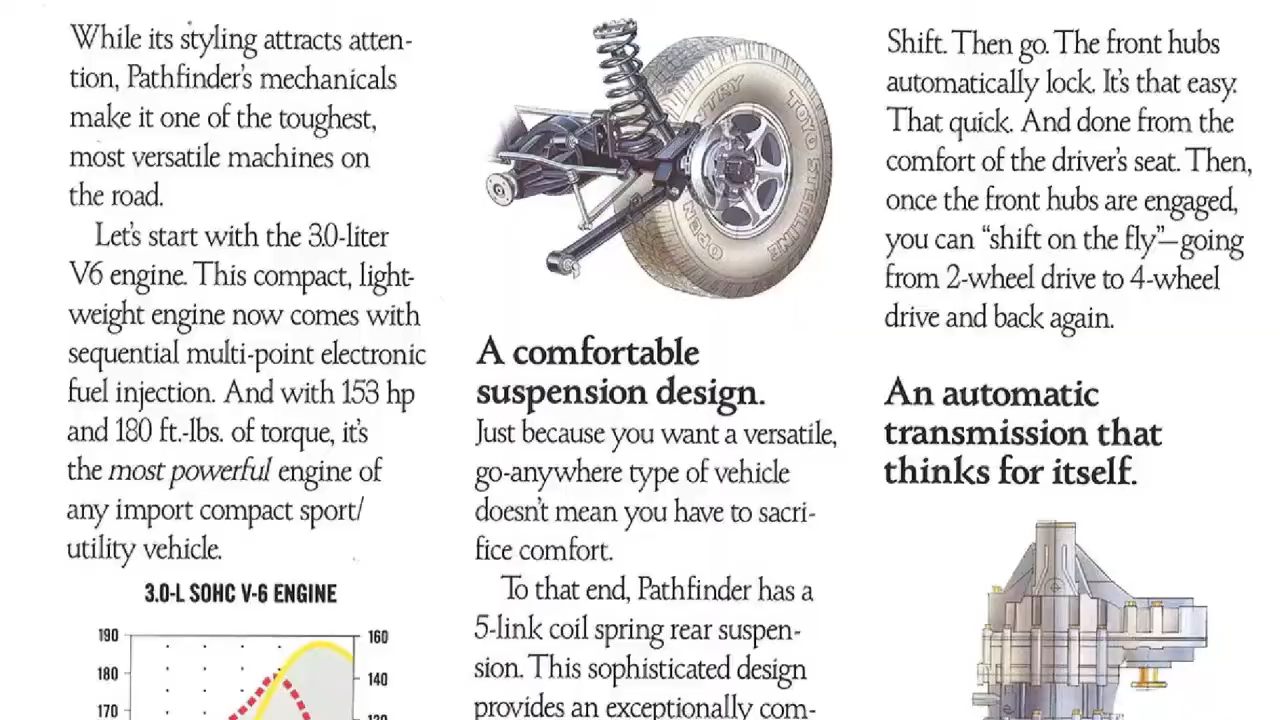 While its styling attracts atten-
tion, Pathfinder's mechanicals
make it one of the toughest,
most versatile machines on
the road.
Let's start with the 3.0-liter
V6 engine. This compact, light-
weight engine now comes with
sequential multi-point electronic
fuel injection. And with 153 hp
and 180 ft.-lbs. of torque, it's
the most powerful engine of
any import compact sport/
utility vehicle.
3.0-L SOHC V-6 ENGINE
190
160
180
140
170
TOYO STEELINE
OPEN
A comfortable
suspension design.
Just because you want a versatile,
go-anywhere type of vehicle
doesn't mean you have to sacri-
fice comfort.
To that end, Pathfinder has a
5-link coil spring rear suspen-
sion. This sophisticated design
provides an exceptionally com-
Shift. Then go. The front hubs
automatically lock. It's that easy.
That quick. And done from the
comfort of the driver's seat. Then,
once the front hubs are engaged,
you can “shift on the fly”—going
from 2-wheel drive to 4-wheel
drive and back again.
An automatic
transmission that
thinks for itself.